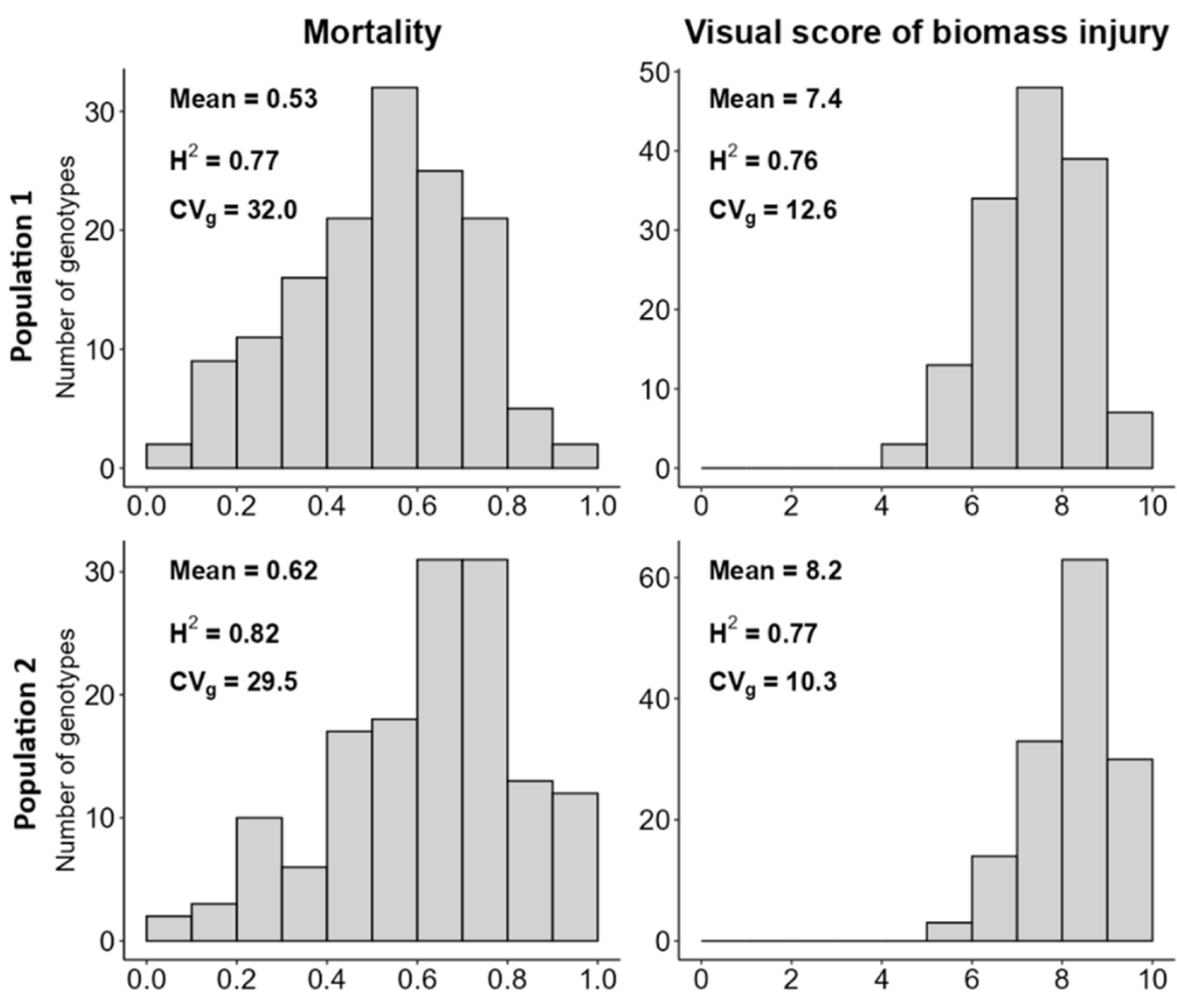 Mortality
Visual score of biomass injury
Population 1
Number of genotypes
30
20
10
0
Mean = 0.53
H² = 0.77
CVg = 32.0
0.0 0.2 0.4 0.6 0.8 1.0
50
40
30
20
10
0
Mean = 7.4
H² = 0.76
CVg = 12.6
0 2 4 6 8 10
Population 2
Number of genotypes
30
20
10
0
Mean = 0.62
H² = 0.82
CVg = 29.5
0.0 0.2 0.4 0.6 0.8 1.0
60
40
20
0
Mean = 8.2
H² = 0.77
CVg = 10.3
0 2 4 6 8 10